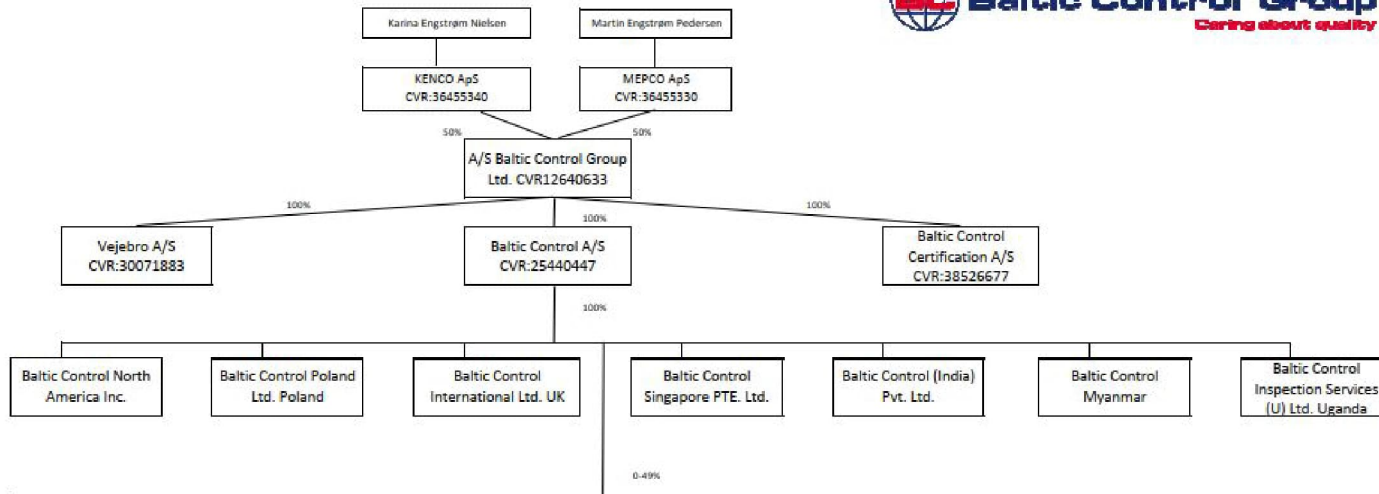 BC Baltic Control Group
Caring about quality
Karina Engstrøm Nielsen
Martin Engstrøm Pedersen
KENCO ApS
CVR:36455340
MEPCO ApS
CVR:36455330
50%
50%
A/S Baltic Control Group
Ltd. CVR12640633
100%
100%
100%
Vejebro A/S
CVR:30071883
Baltic Control A/S
CVR:25440447
Baltic Control
Certification A/S
CVR:38526677
100%
Baltic Control North
America Inc.
Baltic Control Poland
Ltd. Poland
Baltic Control
International Ltd. UK
Baltic Control
Singapore PTE. Ltd.
Baltic Control (India)
Pvt. Ltd.
Baltic Control
Myanmar
Baltic Control
Inspection Services
(U) Ltd. Uganda
0-49%